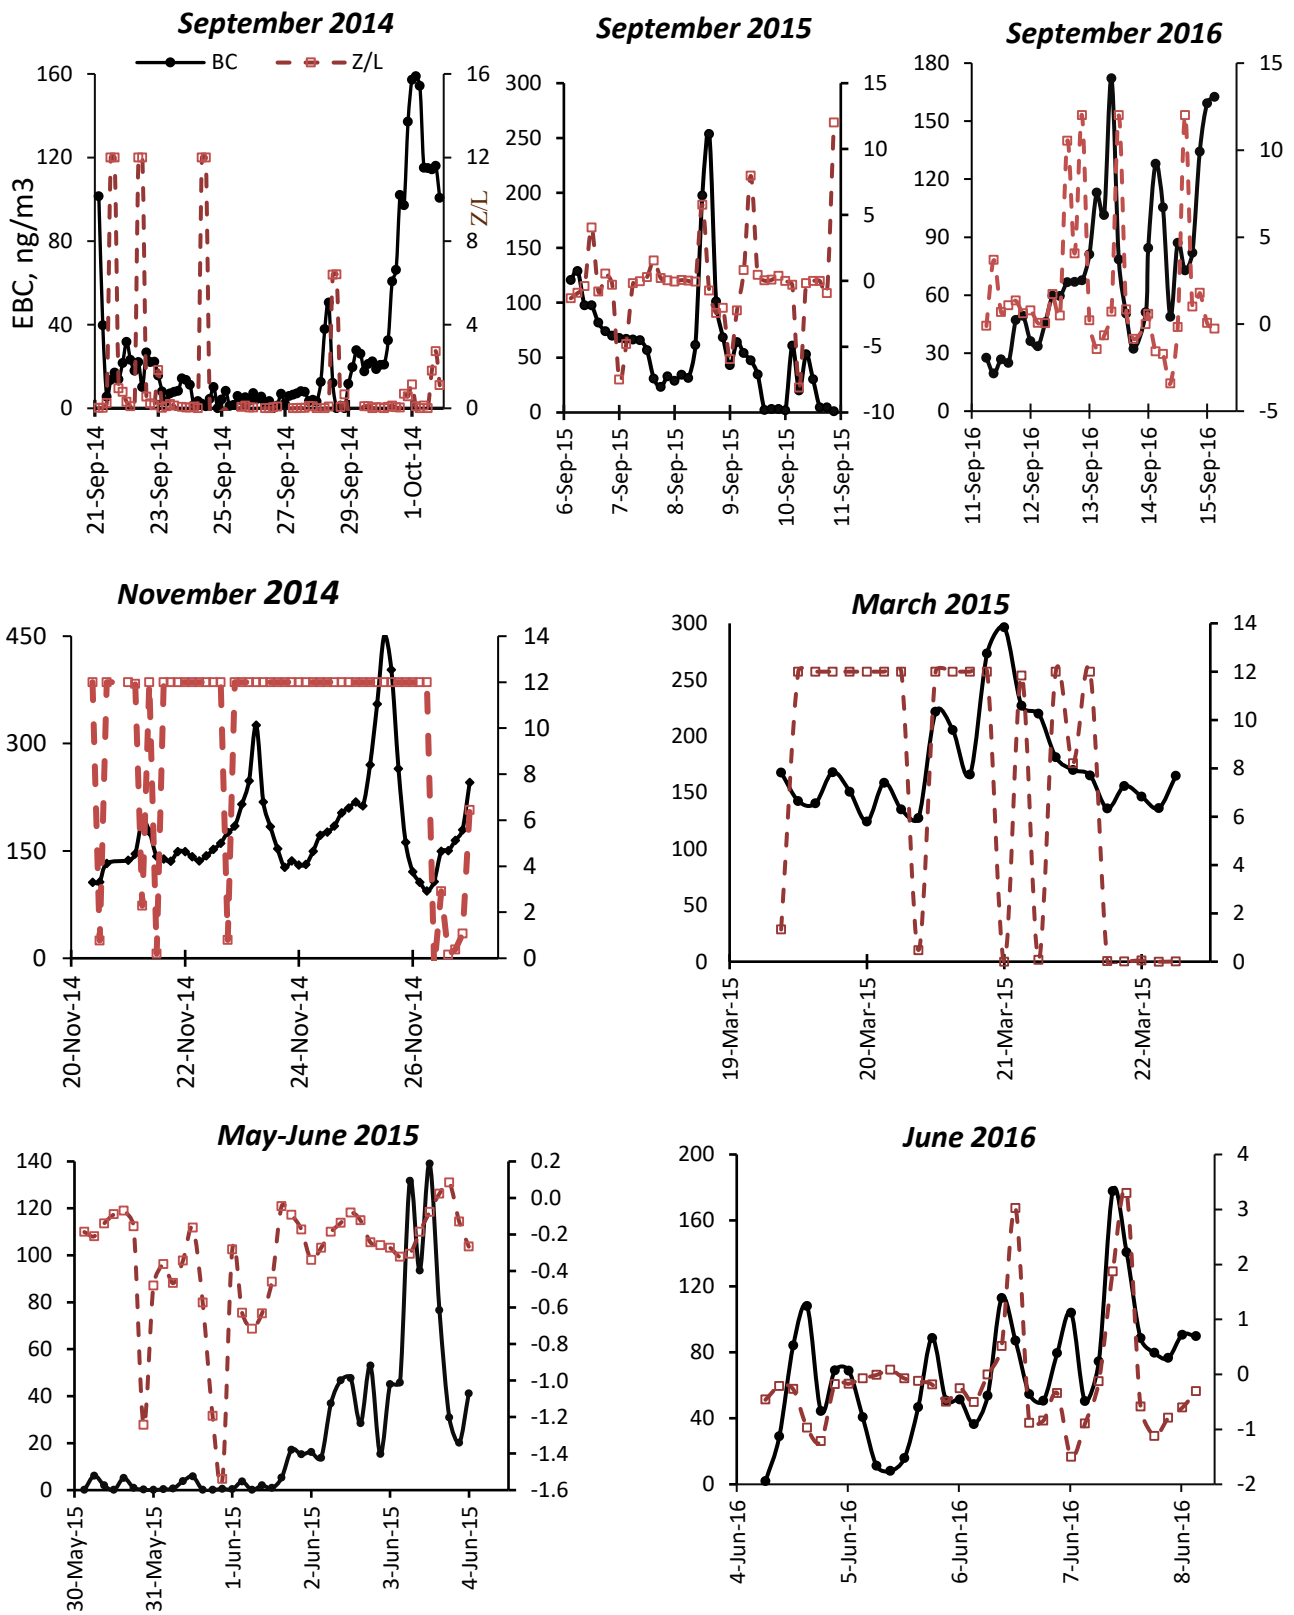 September 2014
BC
Z/L
EBC, ng/m3
160
120
80
40
0
16
12
8
4
0
Z/L
21-Sep-14
23-Sep-14
25-Sep-14
27-Sep-14
29-Sep-14
1-Oct-14
September 2015
300
250
200
150
100
50
0
15
10
5
0
-5
-10
6-Sep-15
7-Sep-15
8-Sep-15
9-Sep-15
10-Sep-15
11-Sep-15
September 2016
180
150
120
90
60
30
0
15
10
5
0
-5
11-Sep-16
12-Sep-16
13-Sep-16
14-Sep-16
15-Sep-16
November 2014
450
300
150
0
14
12
10
8
6
4
2
0
20-Nov-14
22-Nov-14
24-Nov-14
26-Nov-14
March 2015
300
250
200
150
100
50
0
14
12
10
8
6
4
2
0
19-Mar-15
20-Mar-15
21-Mar-15
22-Mar-15
May-June 2015
140
120
100
80
60
40
20
0
0.2
0.0
-0.2
-0.4
-0.6
-0.8
-1.0
-1.2
-1.4
-1.6
30-May-15
31-May-15
1-Jun-15
2-Jun-15
3-Jun-15
4-Jun-15
June 2016
200
160
120
80
40
0
4
3
2
1
0
-1
-2
4-Jun-16
5-Jun-16
6-Jun-16
7-Jun-16
8-Jun-16